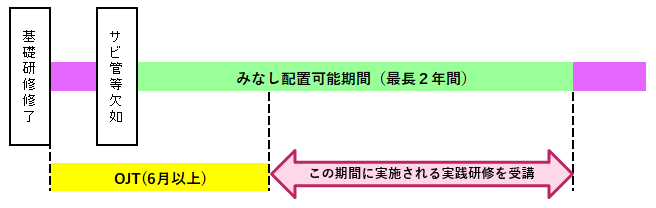 基礎研修修了
サビ管等欠如
みなし配置可能期間（最長２年間）
OJT(6月以上)
この期間に実施される実践研修を受講